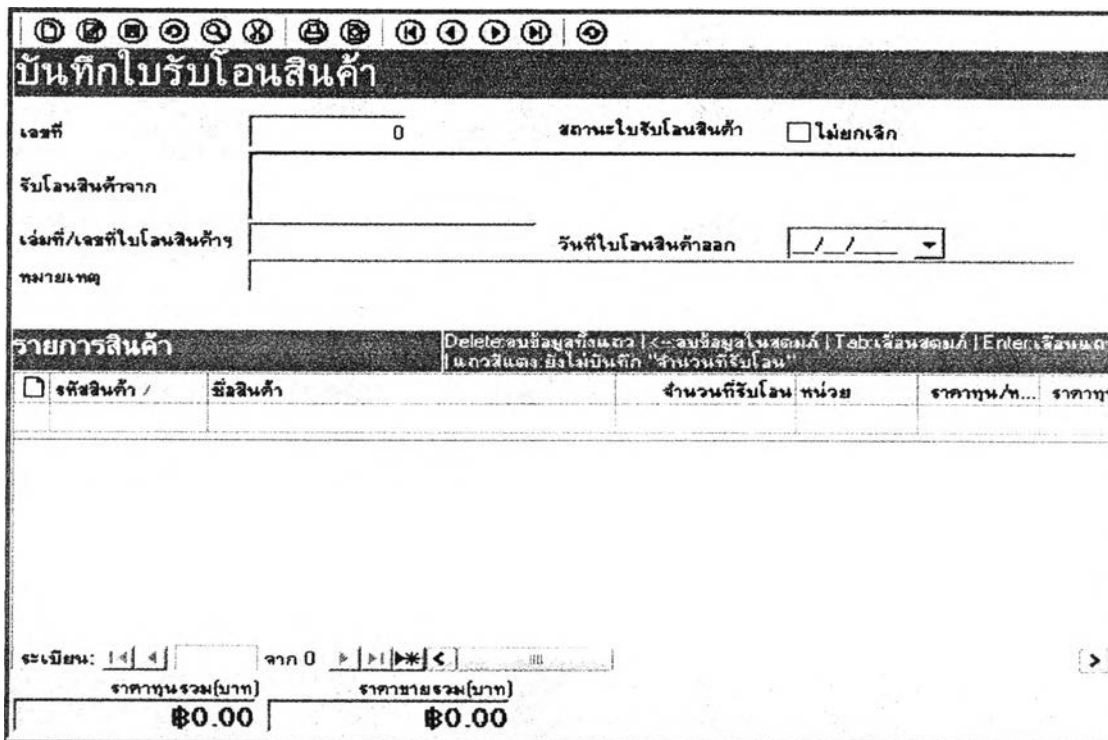 บันทึกใบรับโอนสินค้า
เลขที่ 0 สถานะใบรับโอนสินค้า ไม่ยกเลิก
รับโอนสินค้าจาก
เล่มที่/เลขที่ใบโอนสินค้าฯ วันที่ใบโอนสินค้าออก __/__/____
หมายเหตุ
รายการสินค้า Delete:ลบข้อมูลทั้งแถว | <--:ลบข้อมูลในสดมภ์ | Tab:เลื่อนสดมภ์ | Enter:เลื่อนแถว
| แถวสีแดง:ยังไม่บันทึก "จำนวนที่รับโอน"
รหัสสินค้า / ชื่อสินค้า จำนวนที่รับโอน หน่วย ราคาทุน/ห... ราคาทุ
ระเบียน: จาก 0
ราคาทุนรวม(บาท) ราคาขายรวม(บาท)
฿0.00 ฿0.00